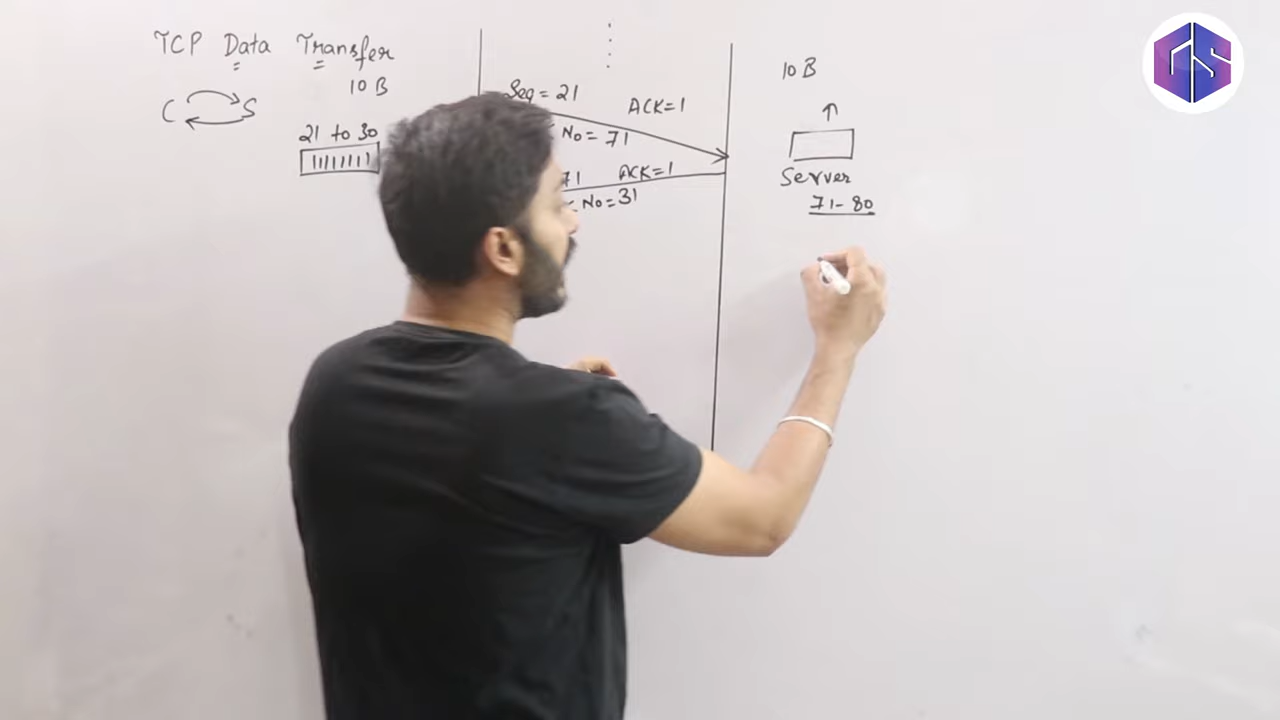 TCP Data Transfer
10 B
C S
21 to 30
Seq = 21
ACK=1
No = 71
71 ACK=1
No = 31
10 B
Server
71-80